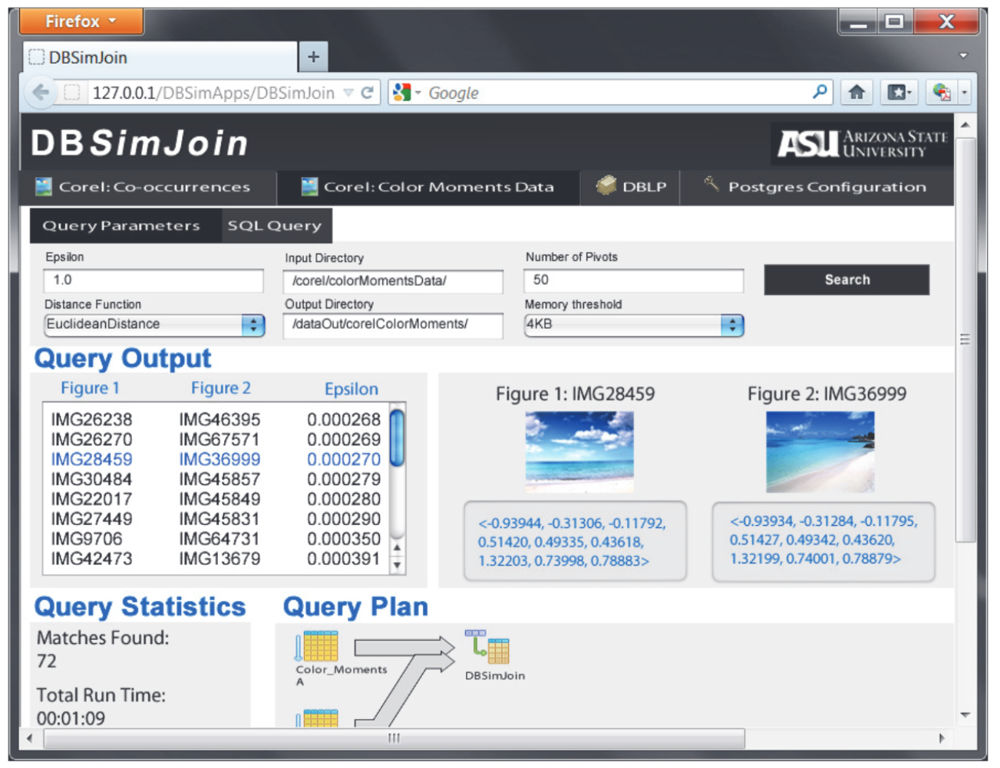 Firefox
DBSimJoin
127.0.0.1/DBSimApps/DBSimJoin
Google
DBSimJoin
ASU ARIZONA STATE UNIVERSITY
Corel: Co-occurrences
Corel: Color Moments Data
DBLP
Postgres Configuration
Query Parameters
SQL Query
Epsilon
1.0
Input Directory
/corel/colorMomentsData/
Number of Pivots
50
Search
Distance Function
EuclideanDistance
Output Directory
/dataOut/corelColorMoments/
Memory threshold
4KB
Query Output
Figure 1 Figure 2 Epsilon
IMG26238 IMG46395 0.000268
IMG26270 IMG67571 0.000269
IMG28459 IMG36999 0.000270
IMG30484 IMG45857 0.000279
IMG22017 IMG45849 0.000280
IMG27449 IMG45831 0.000290
IMG9706 IMG64731 0.000350
IMG42473 IMG13679 0.000391
Figure 1: IMG28459
<-0.93944, -0.31306, -0.11792,
0.51420, 0.49335, 0.43618,
1.32203, 0.73998, 0.78883>
Figure 2: IMG36999
<-0.93934, -0.31284, -0.11795,
0.51427, 0.49342, 0.43620,
1.32199, 0.74001, 0.78879>
Query Statistics
Matches Found:
72
Total Run Time:
00:01:09
Query Plan
Color_Moments
A
DBSimJoin